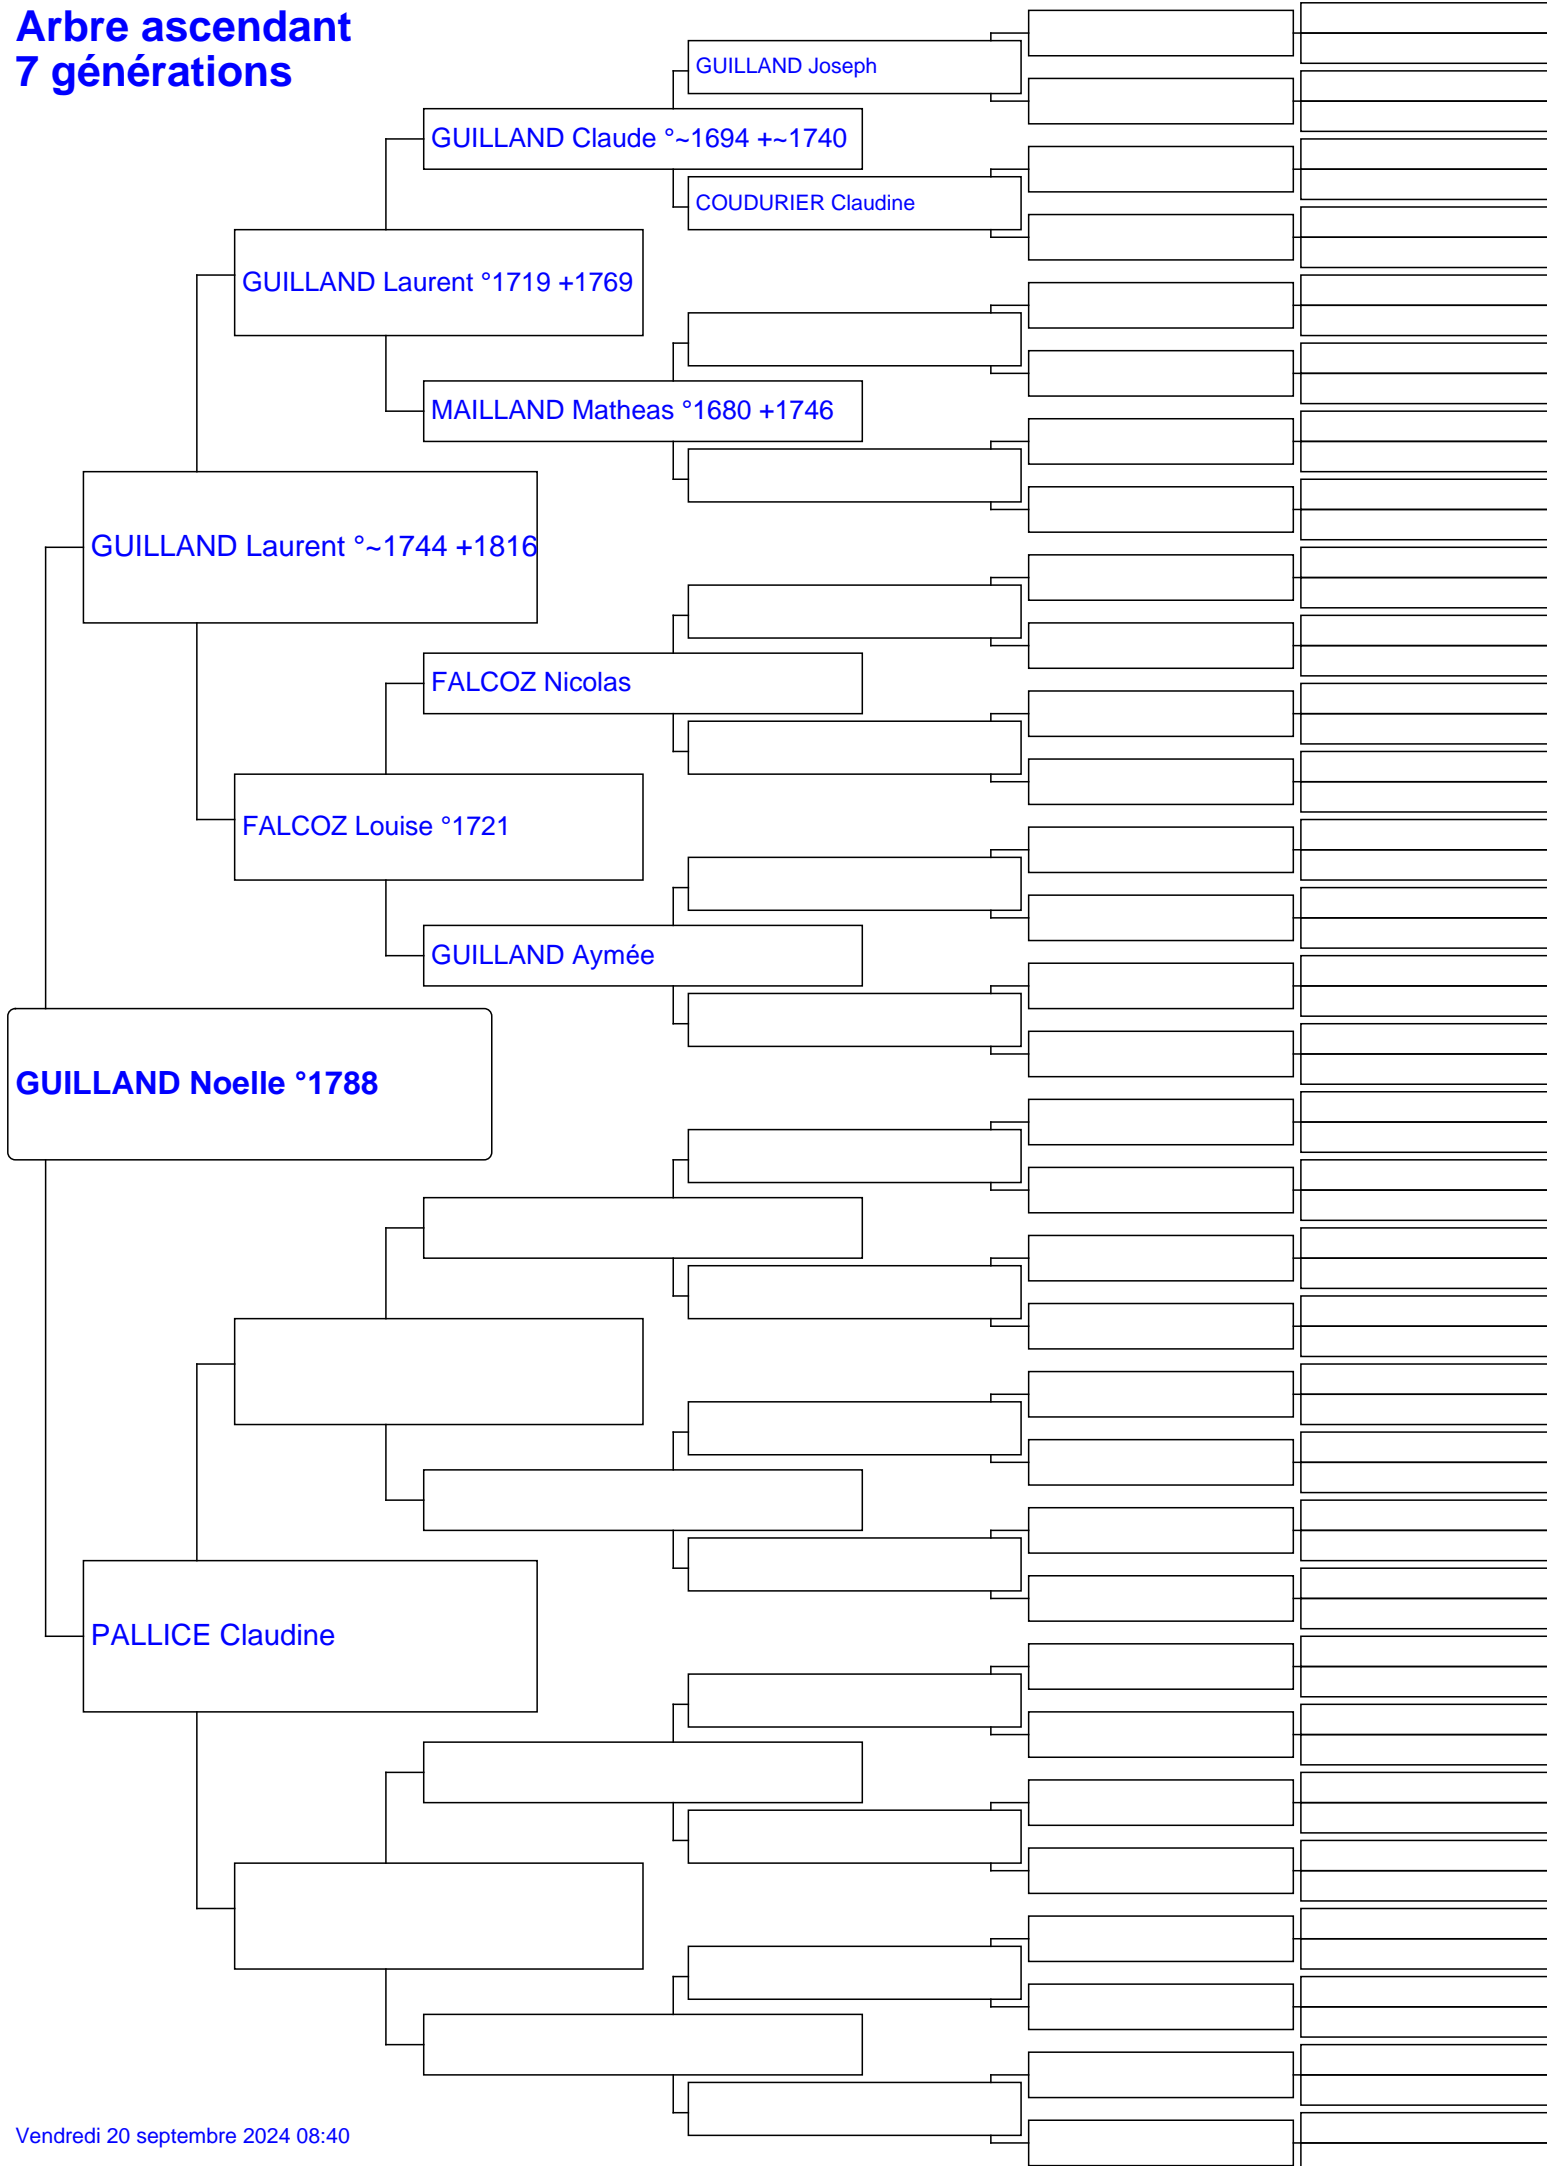 Arbre ascendant
7 générations
GUILLAND Joseph
GUILLAND Claude °~1694 +~1740
COUDURIER Claudine
GUILLAND Laurent °1719 +1769
MAILLAND Matheas °1680 +1746
GUILLAND Laurent °~1744 +1816
FALCOZ Nicolas
FALCOZ Louise °1721
GUILLAND Aymée
GUILLAND Noelle °1788
PALLICE Claudine
Vendredi 20 septembre 2024 08:40